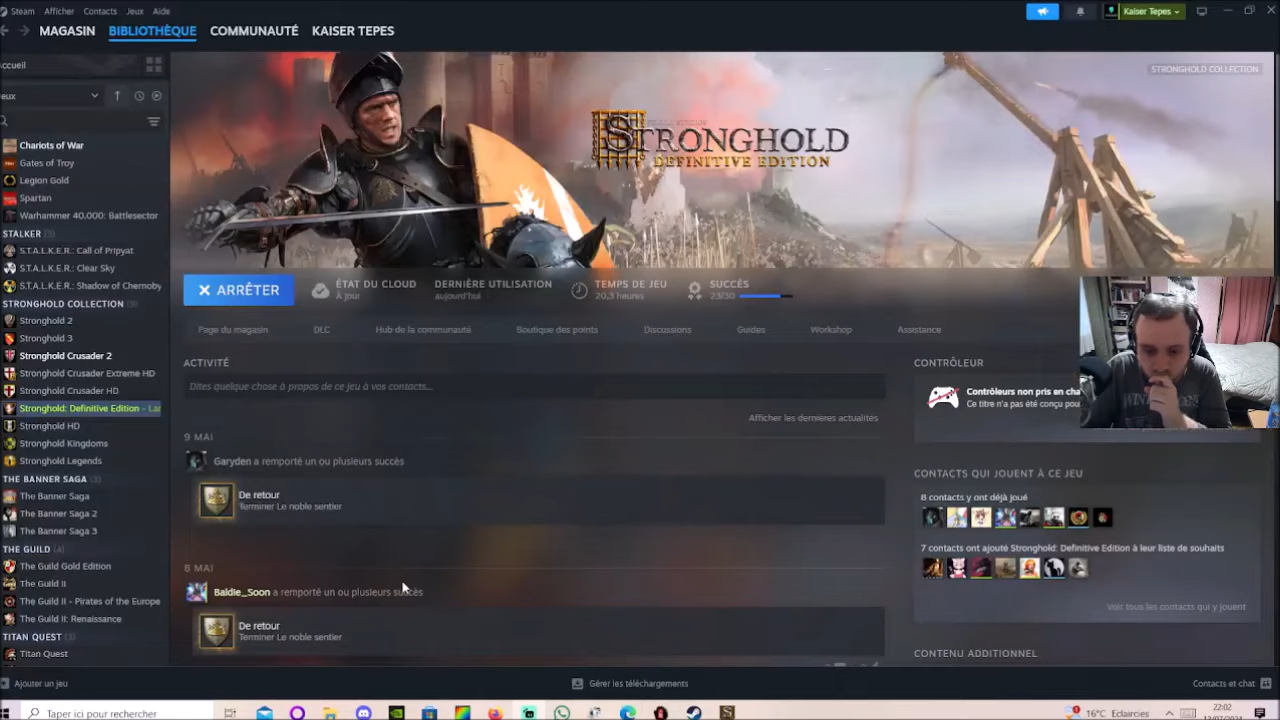 Steam Afficher Contacts Jeux Aide
Kaiser Tepes
MAGASIN BIBLIOTHÈQUE COMMUNAUTÉ KAISER TEPES
ccueil
eux
STRONGHOLD COLLECTION
STRONGHOLD
DEFINITIVE EDITION
Chariots of War
Gates of Troy
Legion Gold
Spartan
Warhammer 40,000: Battlesector
STALKER (3)
S.T.A.L.K.E.R.: Call of Pripyat
S.T.A.L.K.E.R.: Clear Sky
S.T.A.L.K.E.R.: Shadow of Chernoby
STRONGHOLD COLLECTION (9)
Stronghold 2
Stronghold 3
Stronghold Crusader 2
Stronghold Crusader Extreme HD
Stronghold Crusader HD
Stronghold: Definitive Edition - Lan
Stronghold HD
Stronghold Kingdoms
Stronghold Legends
THE BANNER SAGA (3)
The Banner Saga
The Banner Saga 2
The Banner Saga 3
THE GUILD (4)
The Guild Gold Edition
The Guild II
The Guild II - Pirates of the Europe
The Guild II: Renaissance
TITAN QUEST (3)
Titan Quest
ARRÊTER
ÉTAT DU CLOUD
À jour
DERNIÈRE UTILISATION
aujourd'hui
TEMPS DE JEU
20,3 heures
SUCCÈS
23/30
Page du magasin DLC Hub de la communauté Boutique des points Discussions Guides Workshop Assistance
ACTIVITÉ
Dites quelque chose à propos de ce jeu à vos contacts...
Afficher les dernières actualités
9 MAI
Garyden a remporté un ou plusieurs succès
De retour
Terminer Le noble sentier
8 MAI
Baldie_Soon a remporté un ou plusieurs succès
De retour
Terminer Le noble sentier
CONTRÔLEUR
Contrôleurs non pris en cha
Ce titre n'a pas été conçu pou
CONTACTS QUI JOUENT À CE JEU
8 contacts y ont déjà joué
7 contacts ont ajouté Stronghold: Definitive Edition à leur liste de souhaits
Voir tous les contacts qui y jouent
CONTENU ADDITIONNEL
Ajouter un jeu
Gérer les téléchargements
Contacts et chat
Taper ici pour rechercher
16°C Eclaircies
22:02